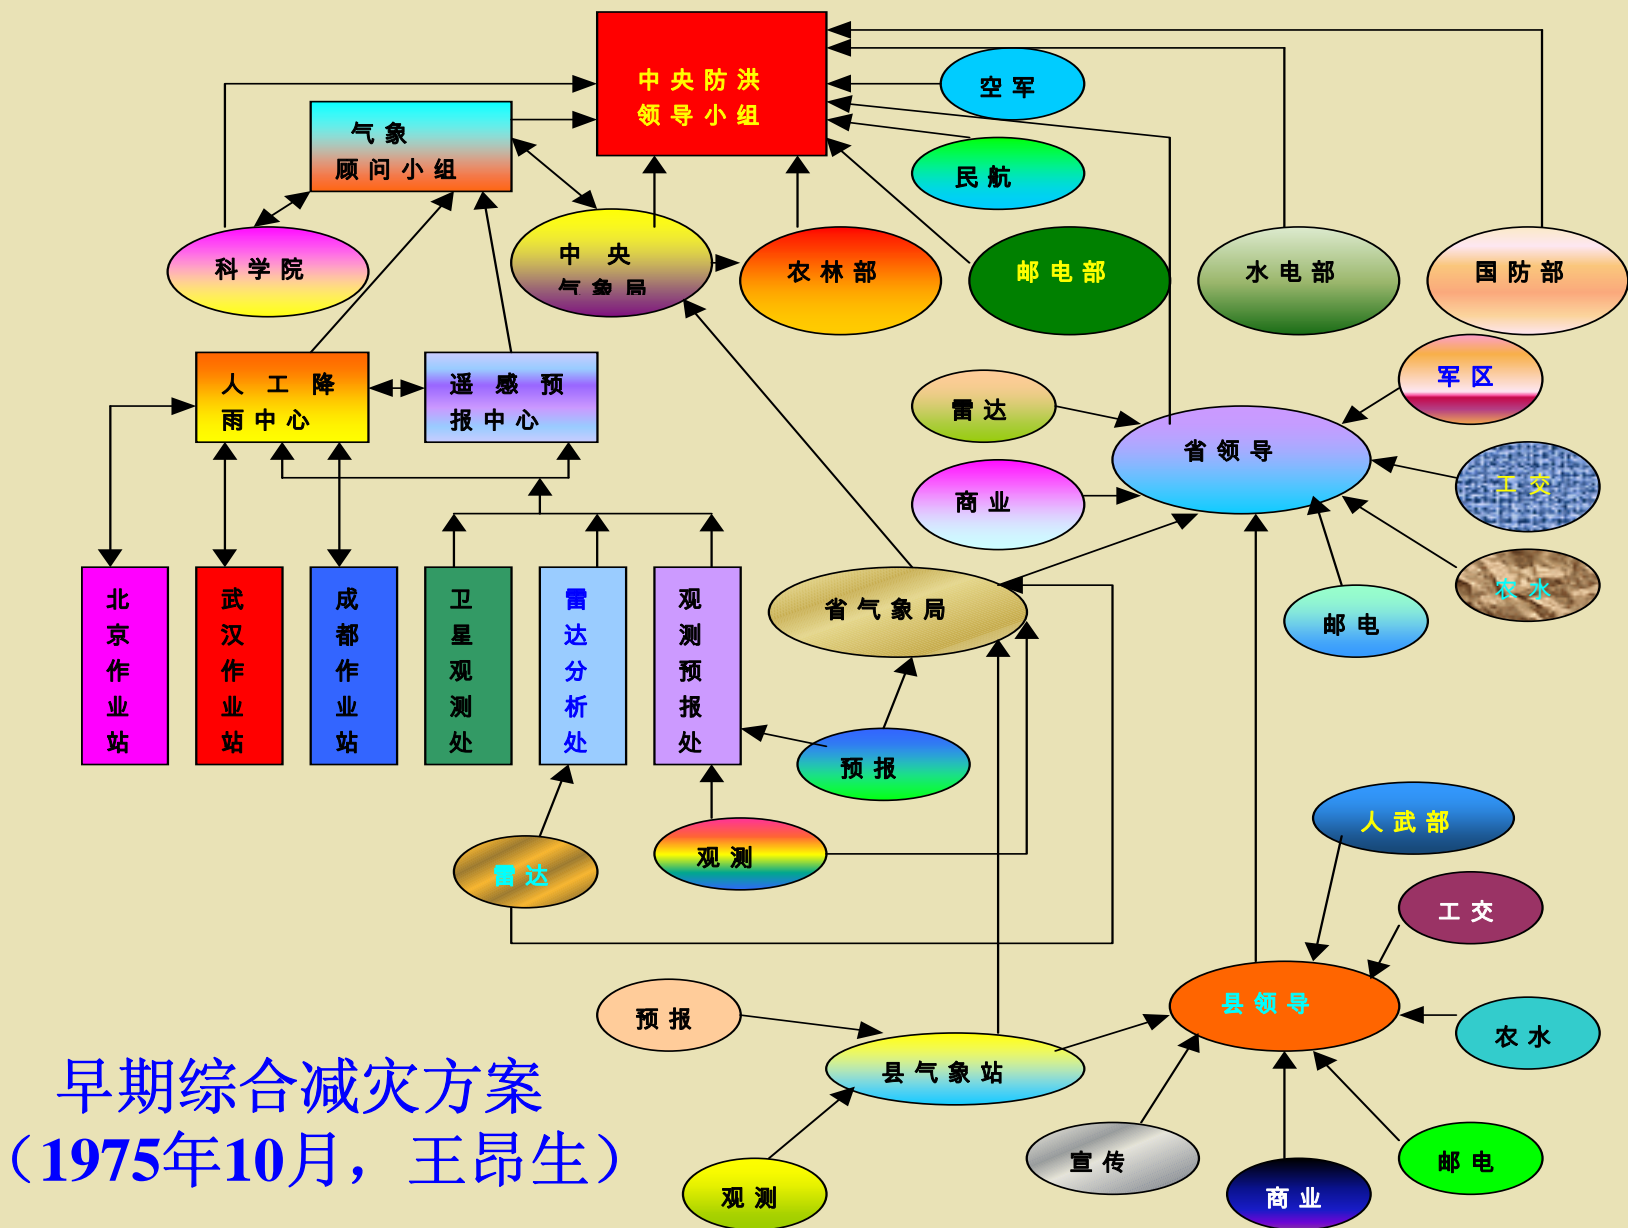 中央防洪
领导小组
空军
气象
顾问小组
民航
科学院
中央
气象局
农林部
邮电部
水电部
国防部
人工降
雨中心
遥感预
报中心
雷达
军区
省领导
商业
工交
农水
邮电
北京作业站
武汉作业站
成都作业站
卫星观测处
雷达分析处
观测预报处
省气象局
预报
观测
雷达
人武部
工交
县领导
农水
预报
县气象站
宣传
邮电
观测
商业
早期综合减灾方案
（1975年10月，王昂生）